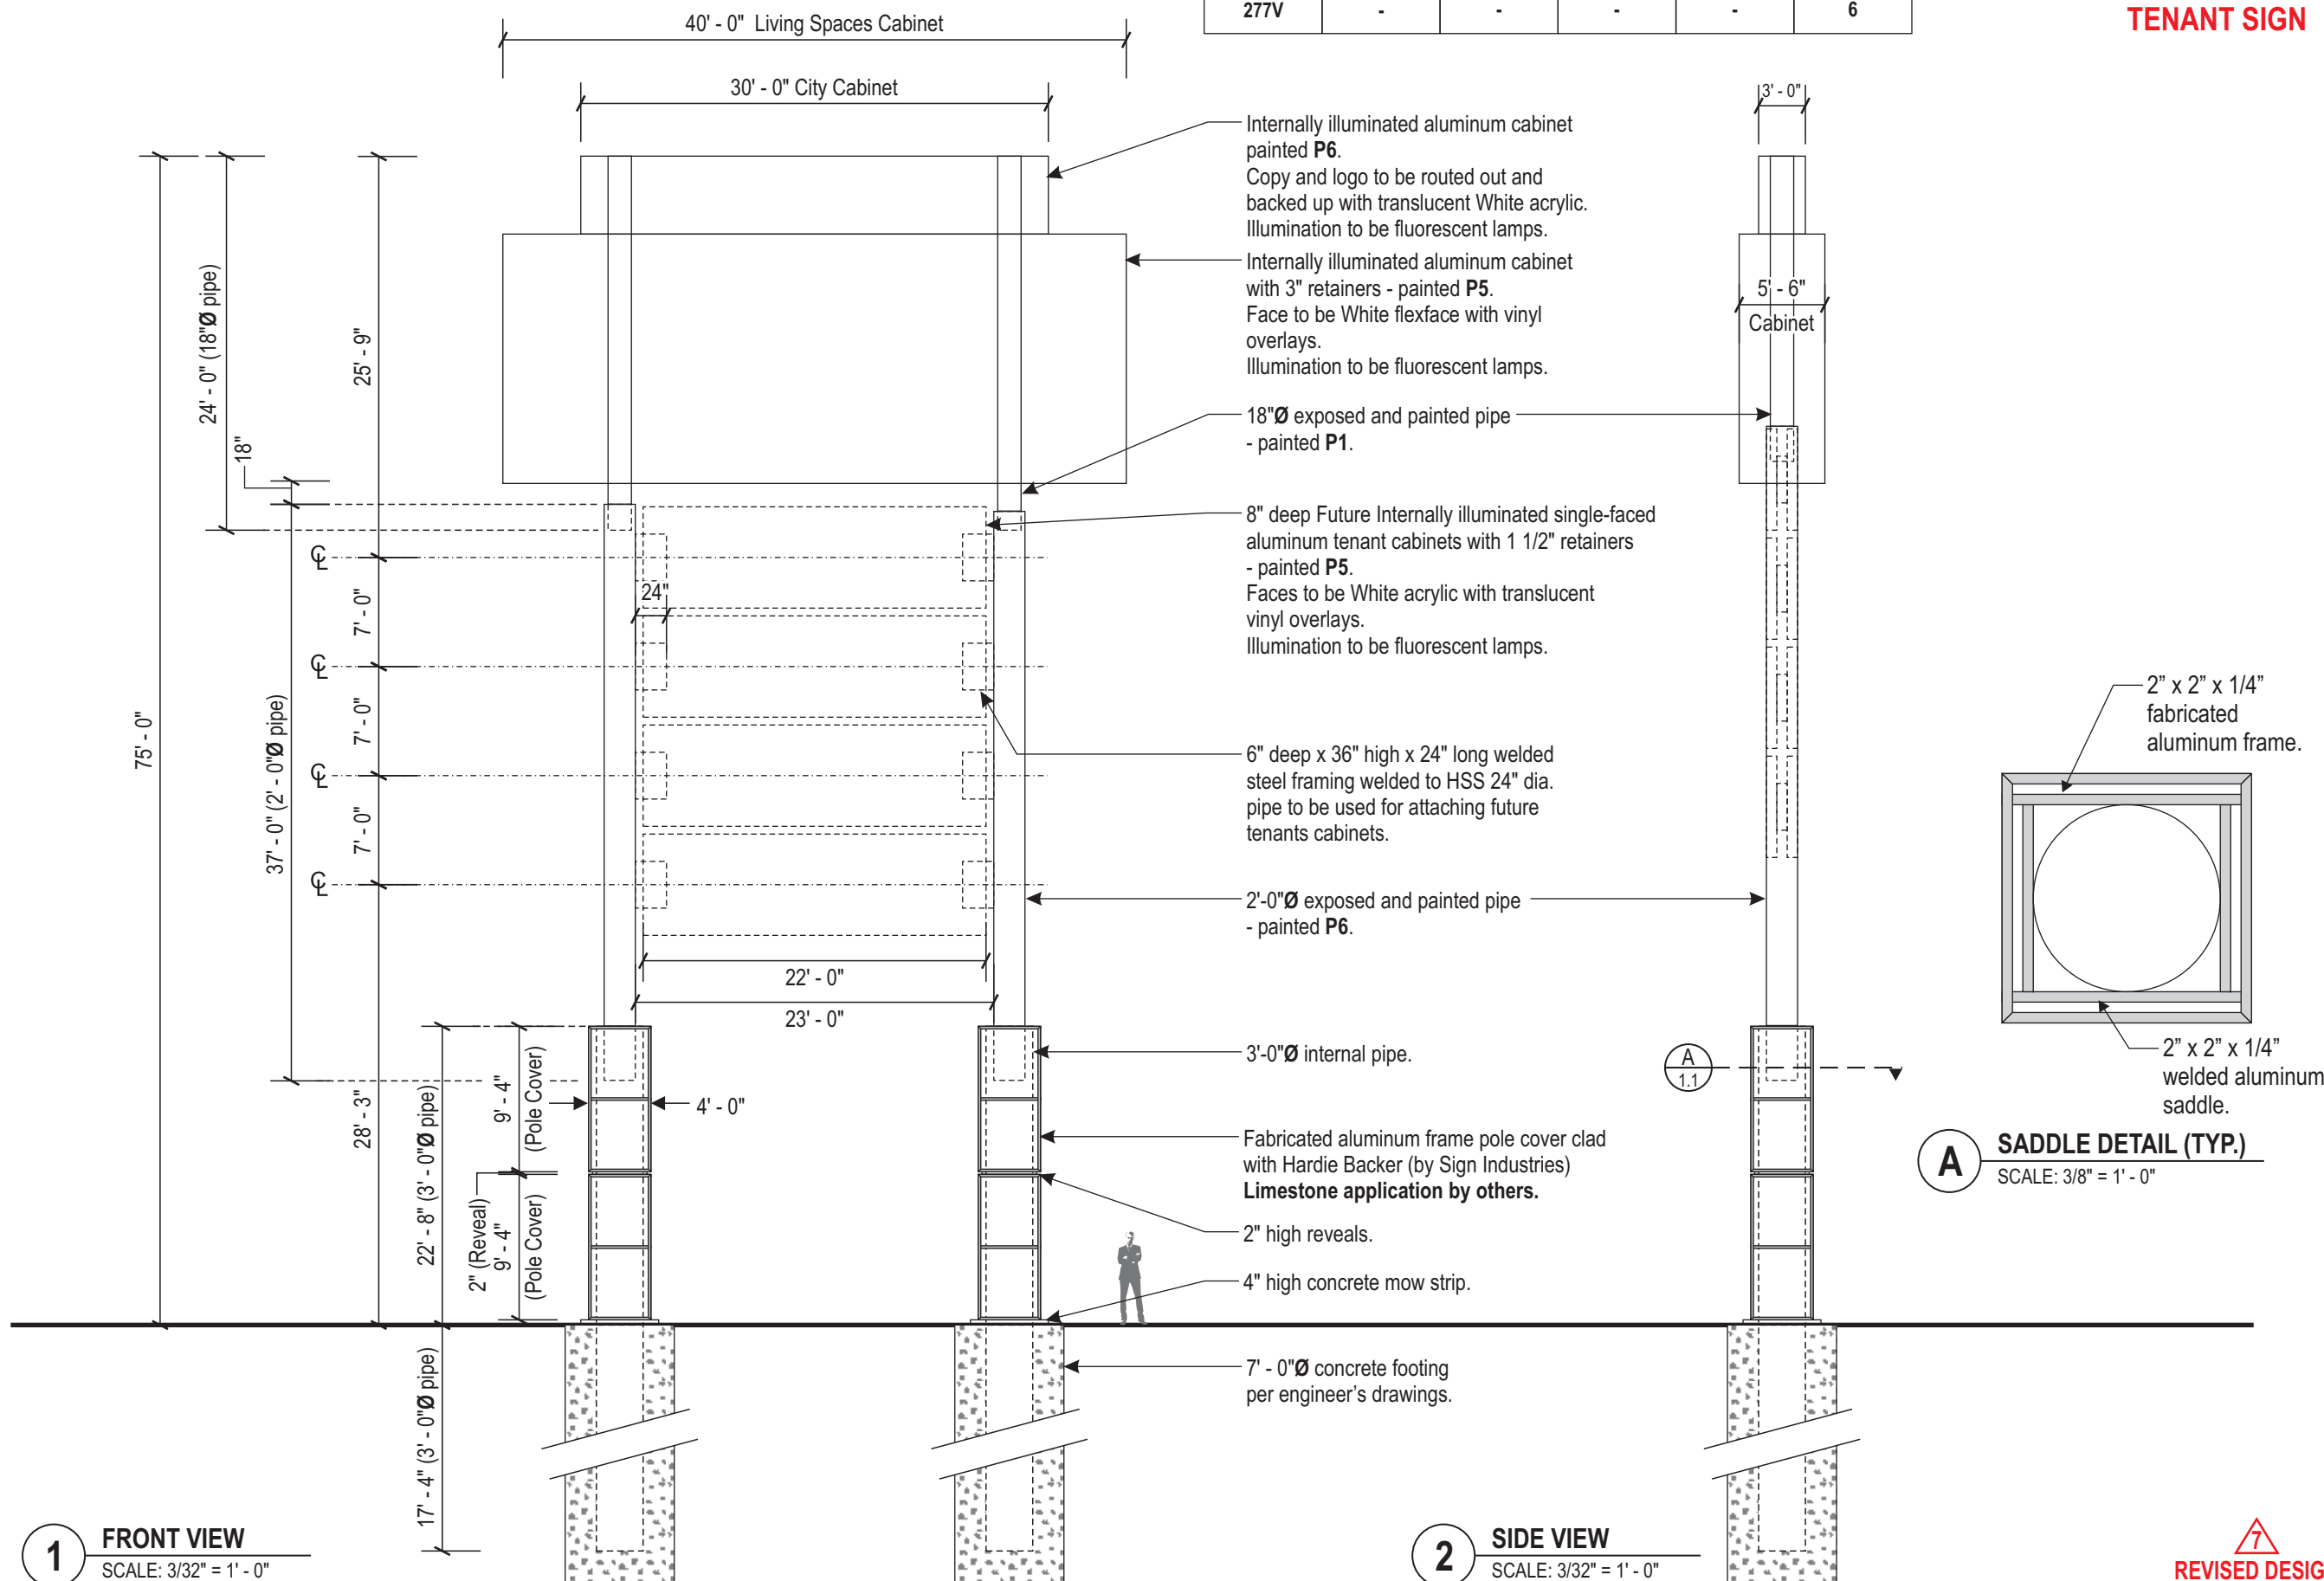 40' - 0"  Living Spaces Cabinet
30' - 0" City Cabinet
277V - - - - 6
TENANT SIGN
3' - 0"
Internally illuminated aluminum cabinet
painted P6.
Copy and logo to be routed out and
backed up with translucent White acrylic.
Illumination to be fluorescent lamps.
Internally illuminated aluminum cabinet
with 3" retainers - painted P5.
Face to be White flexface with vinyl
overlays.
Illumination to be fluorescent lamps.
5' - 6"
Cabinet
18"Ø exposed and painted pipe
- painted P1.
8" deep Future Internally illuminated single-faced
aluminum tenant cabinets with 1 1/2" retainers
- painted P5.
Faces to be White acrylic with translucent
vinyl overlays.
Illumination to be fluorescent lamps.
6" deep x 36" high x 24" long welded
steel framing welded to HSS 24" dia.
pipe to be used for attaching future
tenants cabinets.
2'-0"Ø exposed and painted pipe
- painted P6.
3'-0"Ø internal pipe.
Fabricated aluminum frame pole cover clad
with Hardie Backer (by Sign Industries)
Limestone application by others.
2" high reveals.
4" high concrete mow strip.
7' - 0"Ø concrete footing
per engineer's drawings.
75' - 0"
24' - 0" (18"Ø pipe)
18"
37' - 0" (2' - 0"Ø pipe)
25' - 9"
7' - 0"
7' - 0"
7' - 0"
28' - 3"
℄
℄
℄
℄
24"
22' - 0"
23' - 0"
22' - 8" (3' - 0"Ø pipe)
9' - 4"
(Pole Cover)
2" (Reveal)
9' - 4"
(Pole Cover)
4' - 0"
17' - 4" (3' - 0"Ø pipe)
A
1.1
2” x 2” x 1/4”
fabricated
aluminum frame.
2” x 2” x 1/4”
welded aluminum
saddle.
A
SADDLE DETAIL (TYP.)
SCALE: 3/8" = 1' - 0"
1
FRONT VIEW
SCALE: 3/32" = 1' - 0"
2
SIDE VIEW
SCALE: 3/32" = 1' - 0"
7
REVISED DESIG